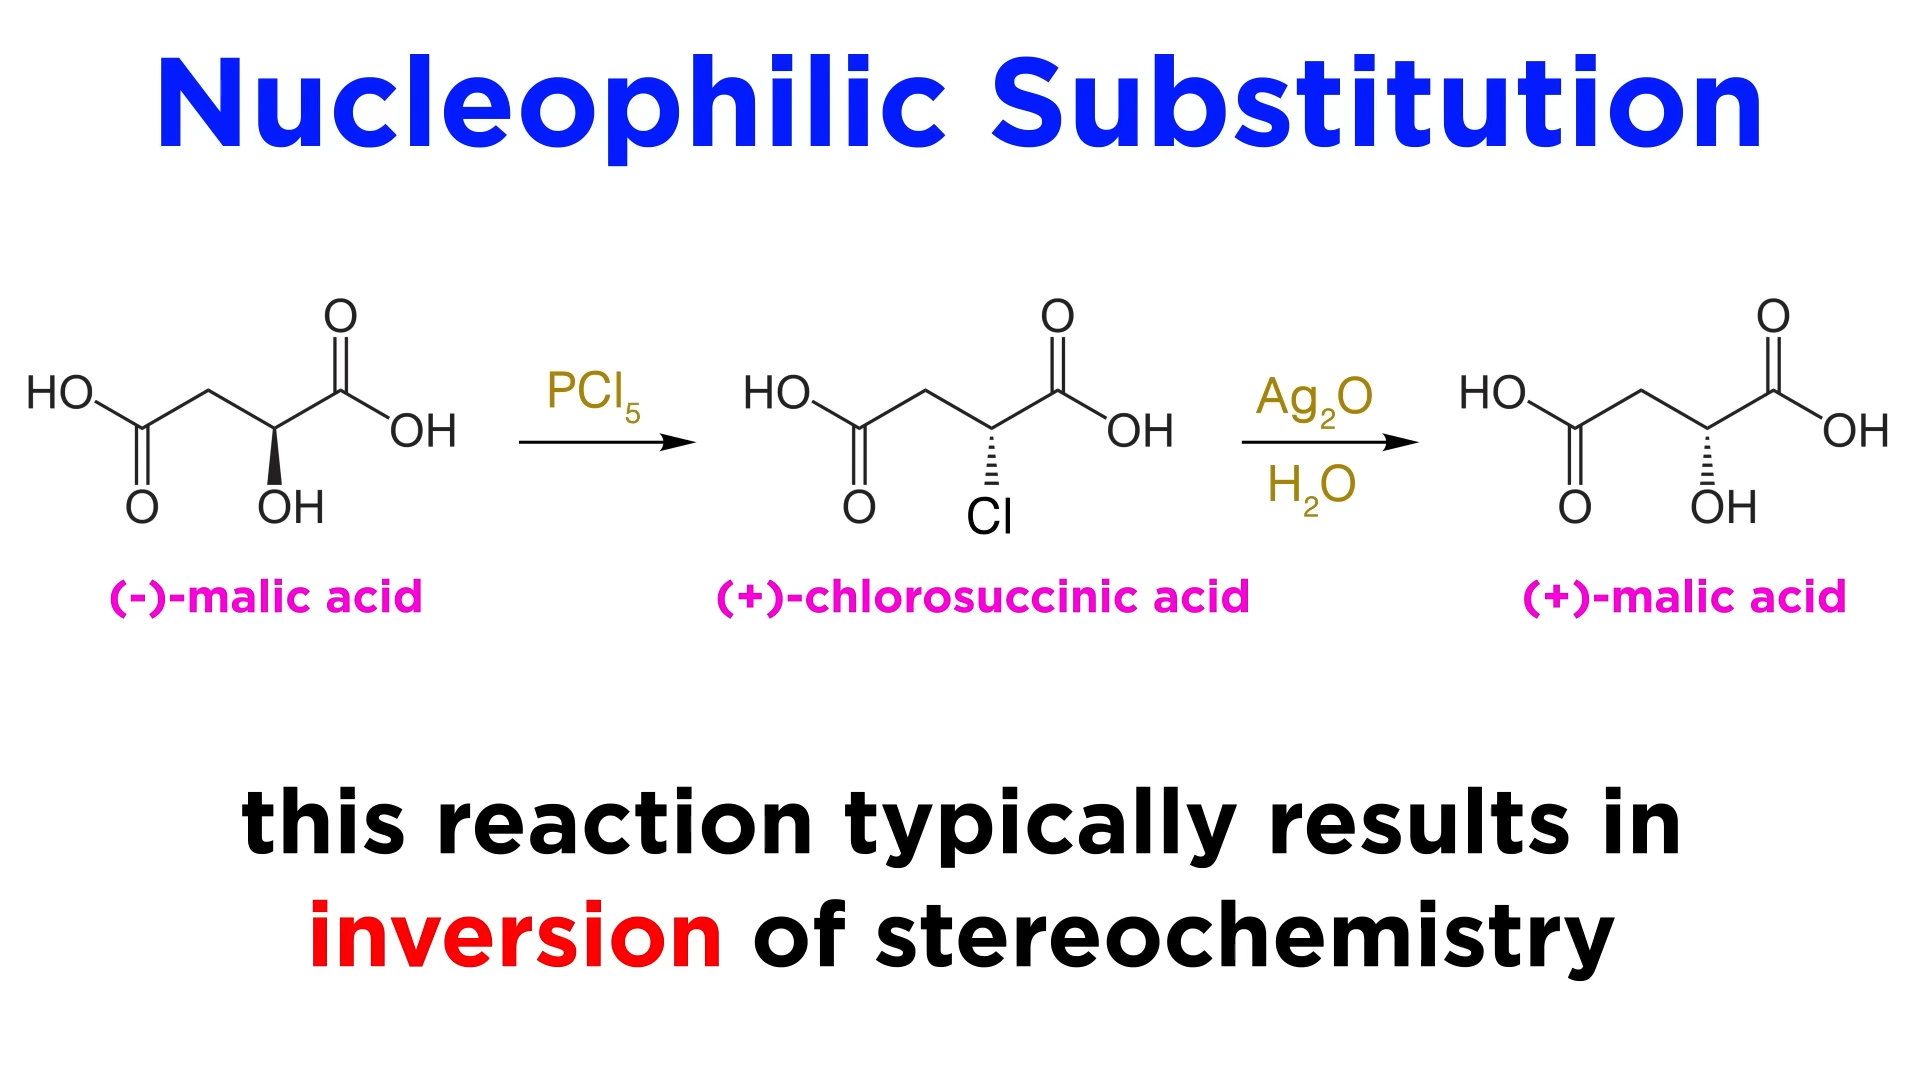 Nucleophilic Substitution
O O O
HO PCl5 HO Ag2O HO
OH OH OH
H2O
O OH O Cl O OH
(-)-malic acid (+)-chlorosuccinic acid (+)-malic acid
this reaction typically results in
inversion of stereochemistry